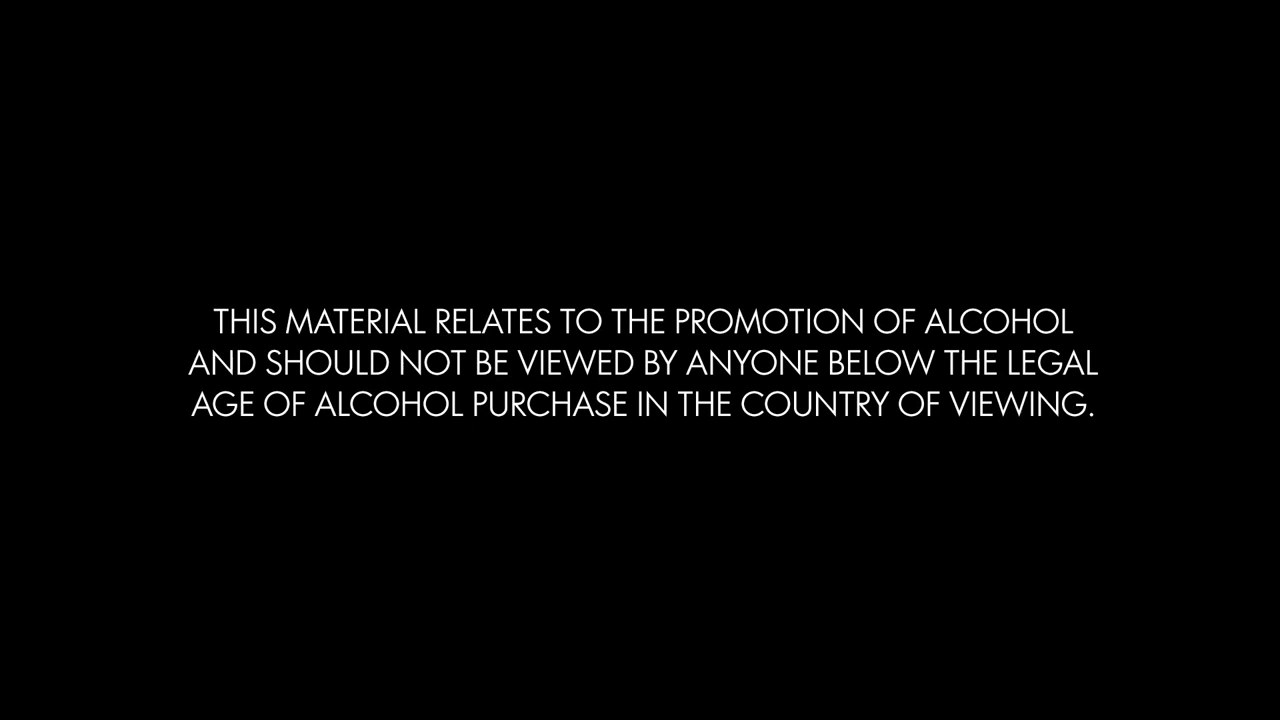 THIS MATERIAL RELATES TO THE PROMOTION OF ALCOHOL
AND SHOULD NOT BE VIEWED BY ANYONE BELOW THE LEGAL
AGE OF ALCOHOL PURCHASE IN THE COUNTRY OF VIEWING.